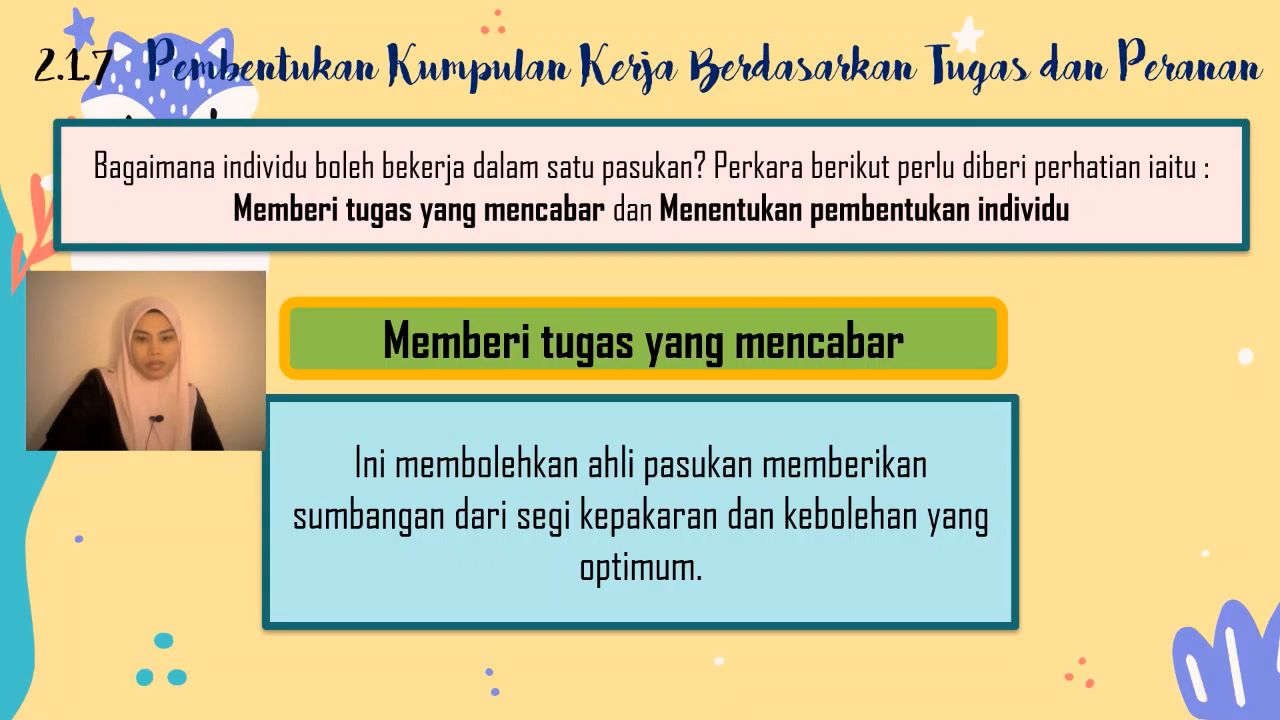 2.1.7 Pembentukan Kumpulan Kerja Berdasarkan Tugas dan Peranan
Bagaimana individu boleh bekerja dalam satu pasukan? Perkara berikut perlu diberi perhatian iaitu :
Memberi tugas yang mencabar dan Menentukan pembentukan individu
Memberi tugas yang mencabar
Ini membolehkan ahli pasukan memberikan
sumbangan dari segi kepakaran dan kebolehan yang
optimum.